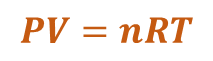 PV = nRT